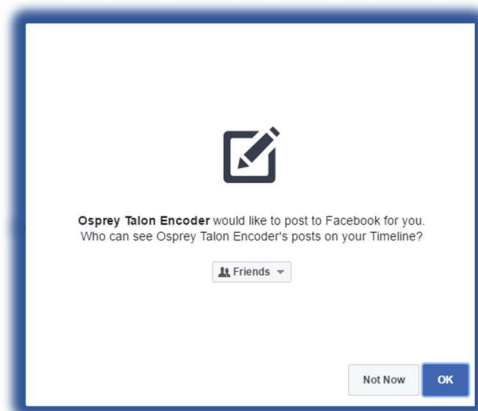 Osprey Talon Encoder would like to post to Facebook for you.
Who can see Osprey Talon Encoder's posts on your Timeline?
Friends
Not Now
OK